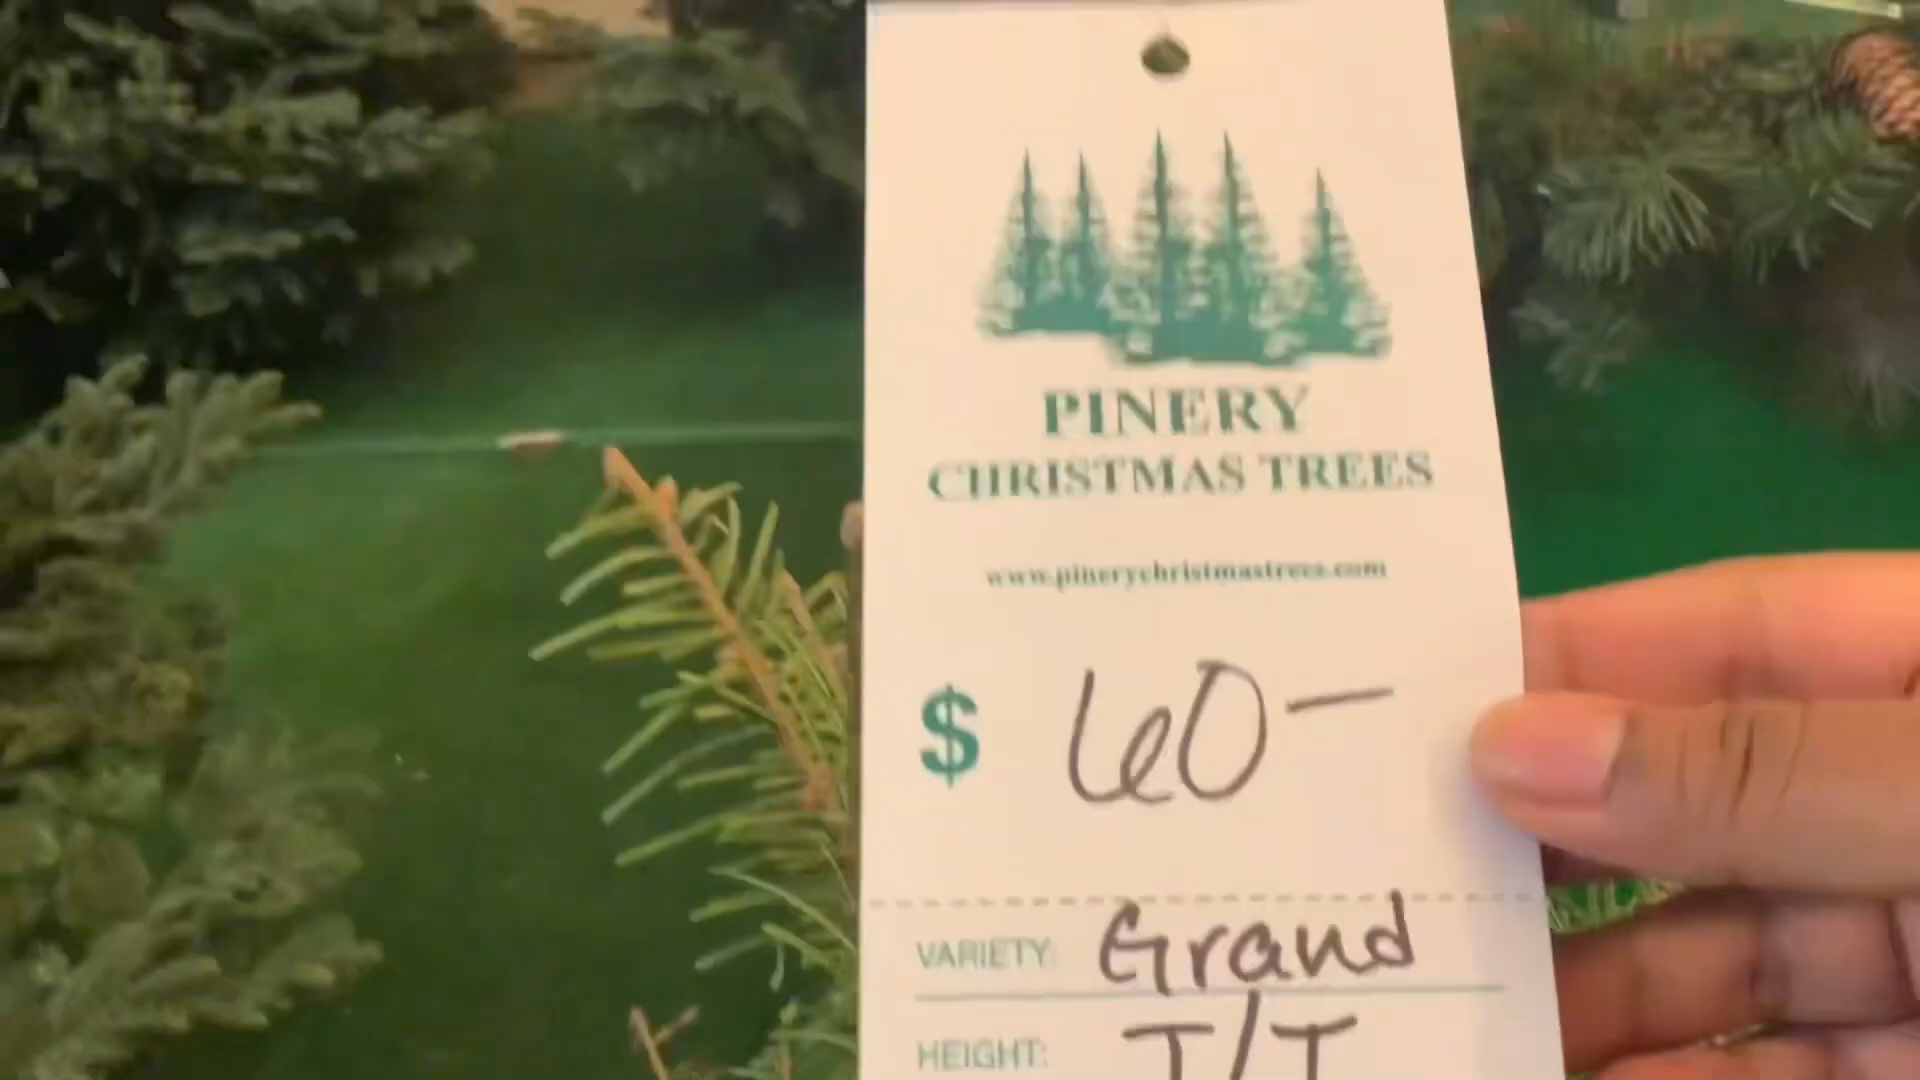 PINERY
CHRISTMAS TREES
www.pinerychristmastrees.com
$ 60-
VARIETY: Grand
HEIGHT: T/T